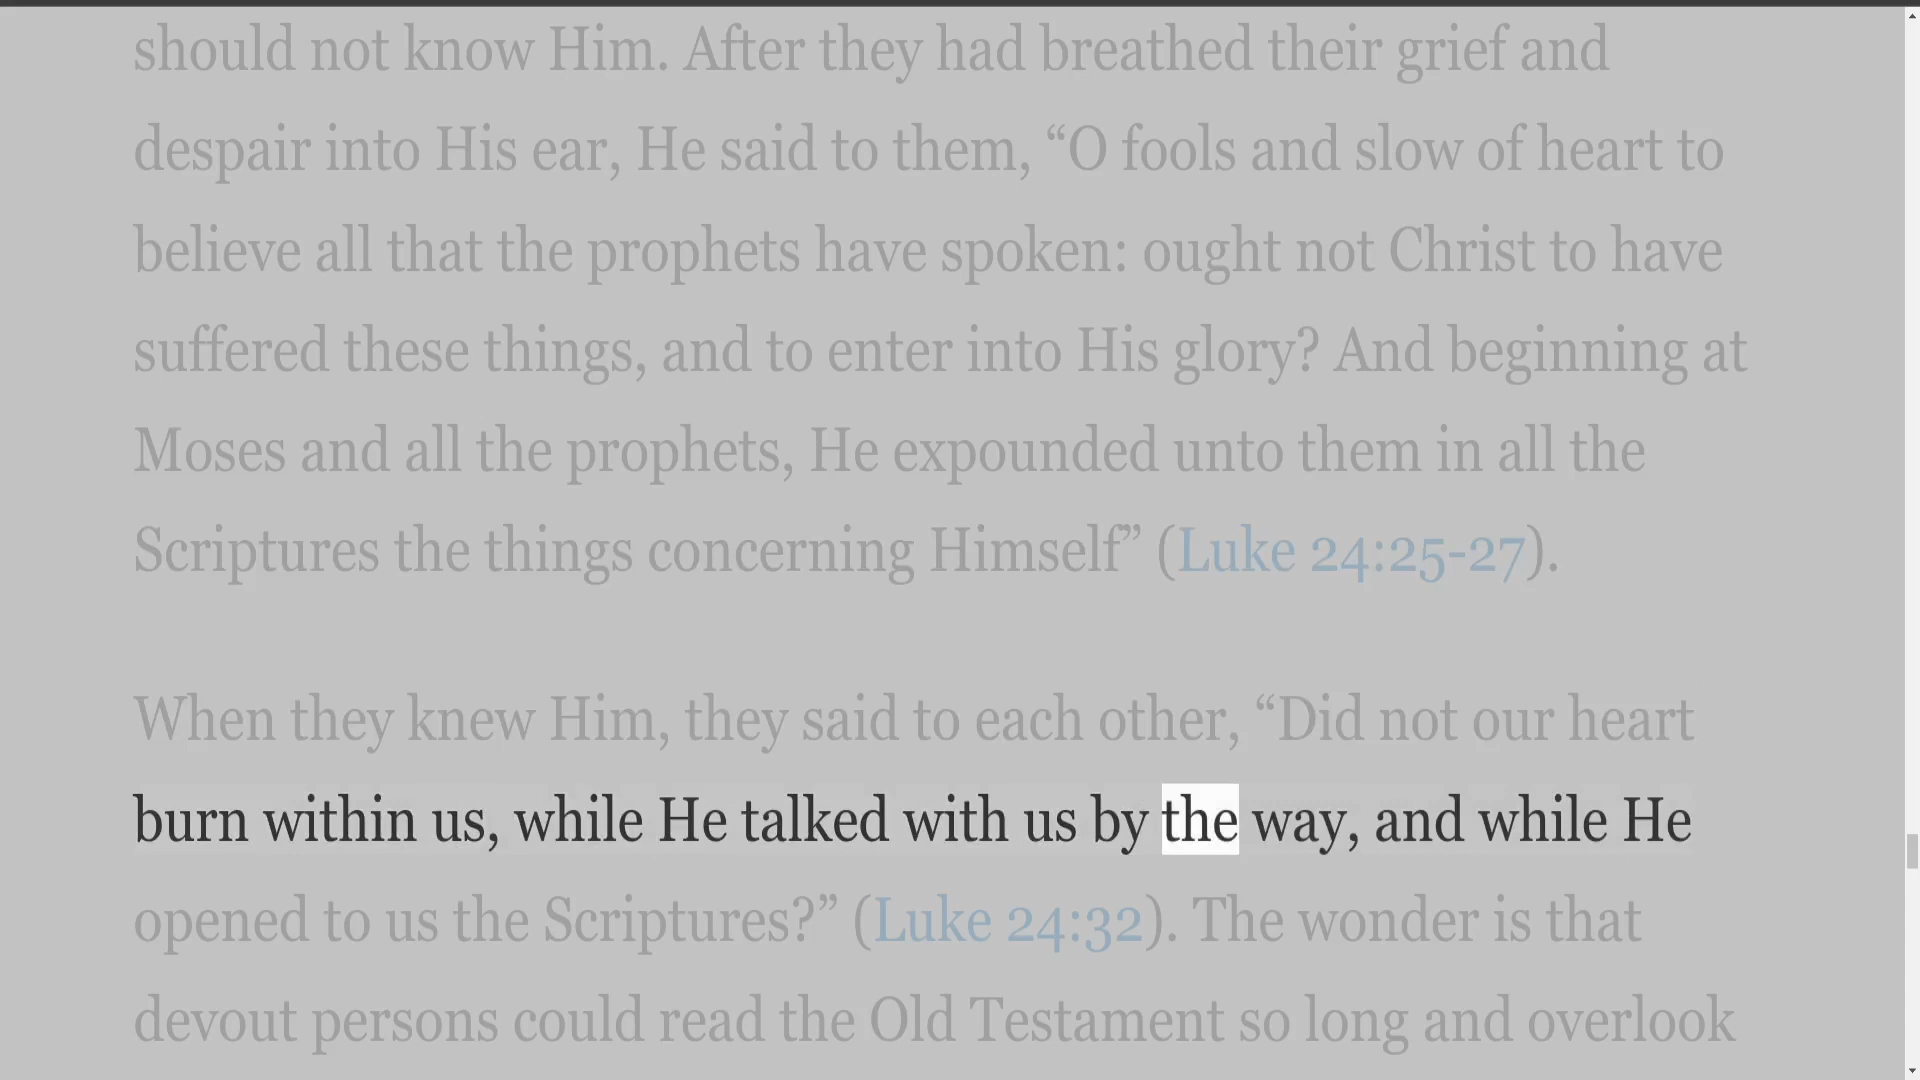 should not know Him. After they had breathed their grief and
despair into His ear, He said to them, “O fools and slow of heart to
believe all that the prophets have spoken: ought not Christ to have
suffered these things, and to enter into His glory? And beginning at
Moses and all the prophets, He expounded unto them in all the
Scriptures the things concerning Himself” (Luke 24:25-27).
When they knew Him, they said to each other, “Did not our heart
burn within us, while He talked with us by the way, and while He
opened to us the Scriptures?” (Luke 24:32). The wonder is that
devout persons could read the Old Testament so long and overlook